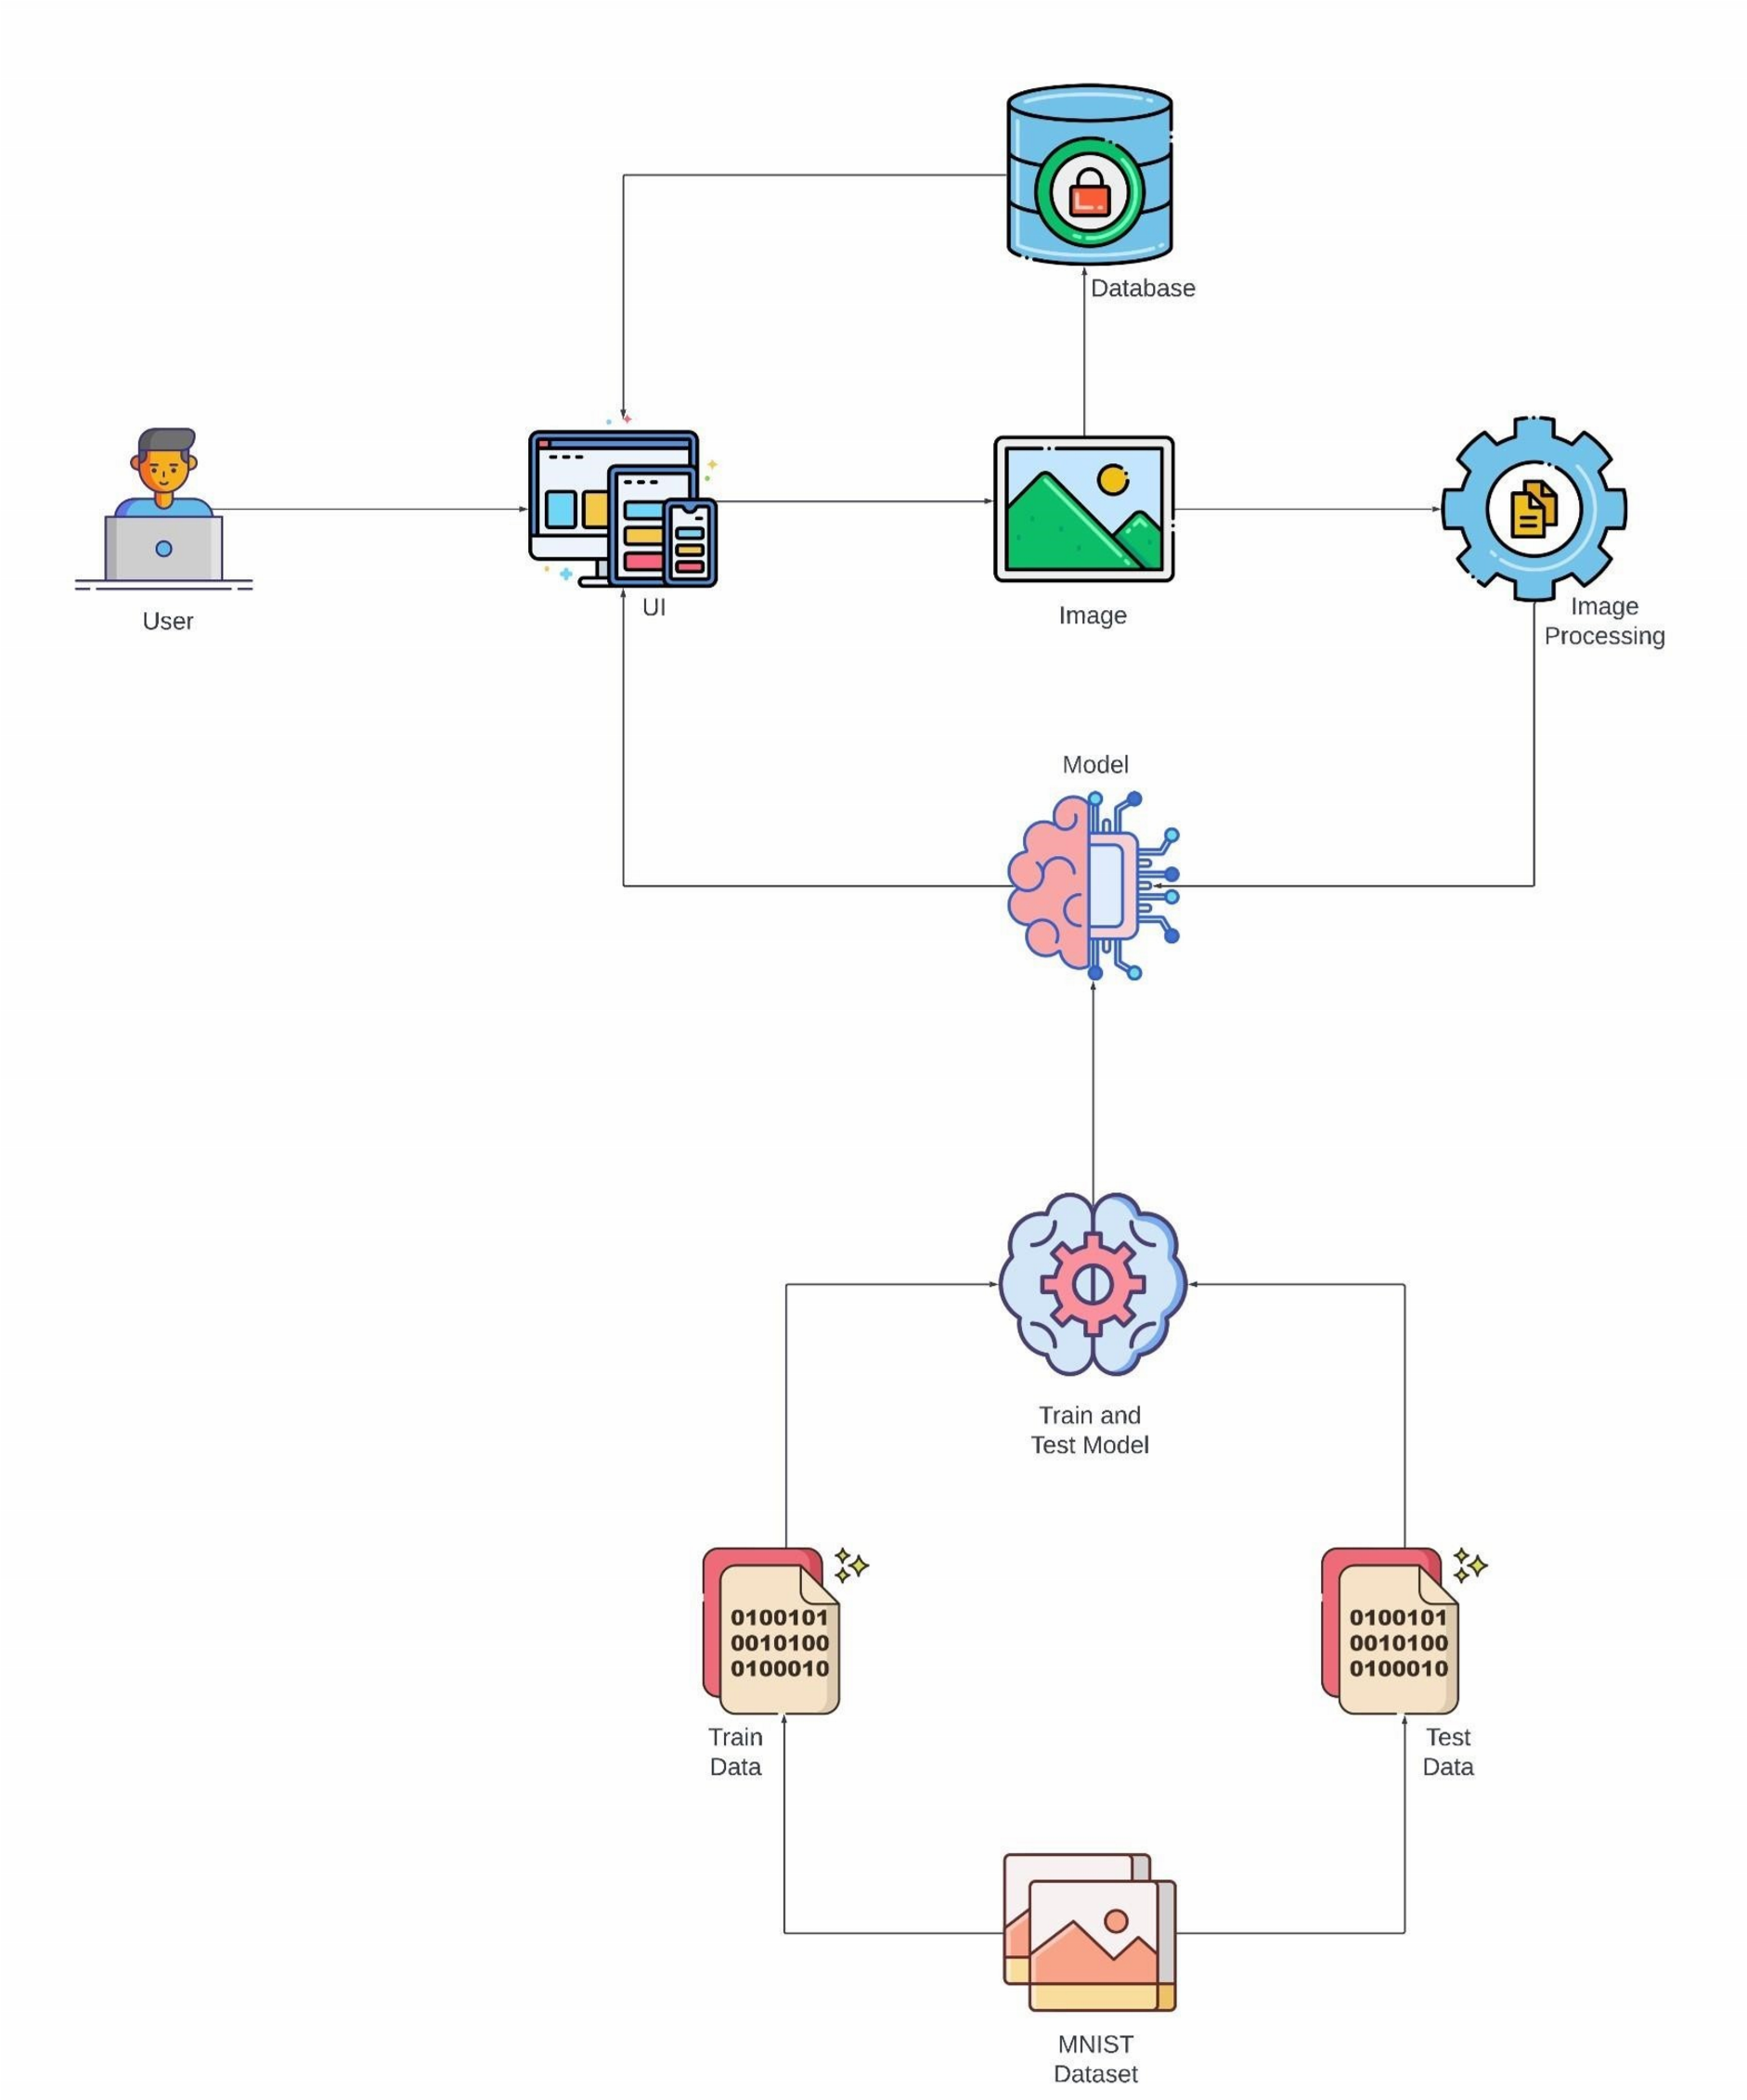 Database
User
UI
Image
Image
Processing
Model
Train and
Test Model
0100101
0010100
0100010
Train
Data
0100101
0010100
0100010
Test
Data
MNIST
Dataset